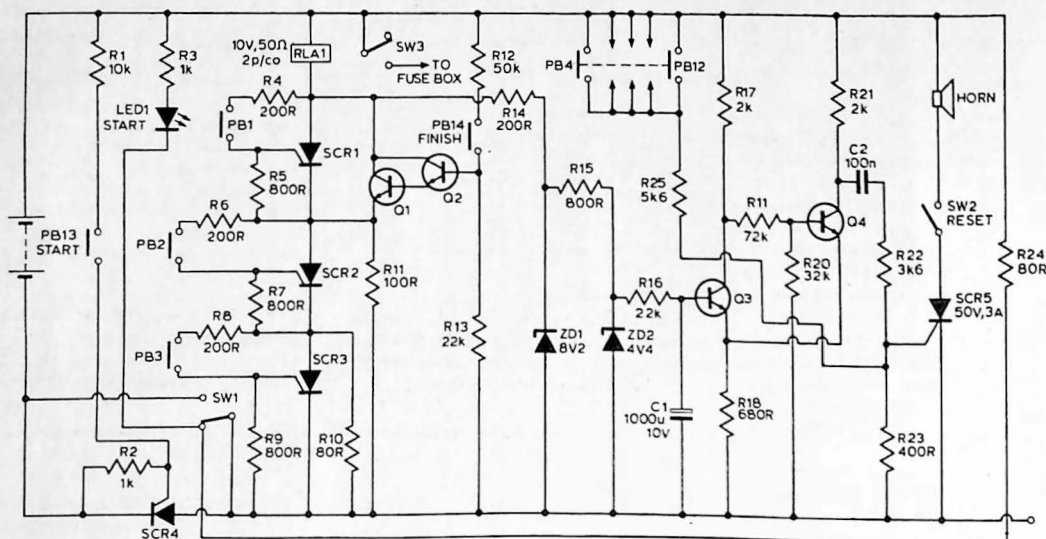 R1
10k
R3
1k
LED1
START
10V,50Ω
2p/co
RLA1
R4
200R
PB1
SCR1
R5
800R
R6
200R
PB2
SCR2
R7
800R
R8
200R
PB3
SCR3
PB13
START
SW1
R2
1k
SCR4
R9
800R
R10
80R
SW3
TO
FUSE BOX
R12
50k
PB14
FINISH
Q1
Q2
R11
100R
R13
22k
R14
200R
R15
800R
ZD1
8V2
R16
22k
ZD2
4V4
C1
1000u
10V
PB4
PB12
R25
5k6
R17
2k
R11
72k
Q3
R18
680R
R20
32k
R21
2k
C2
100n
Q4
R22
3k6
R23
400R
HORN
SW2
RESET
SCR5
50V,3A
R24
80R